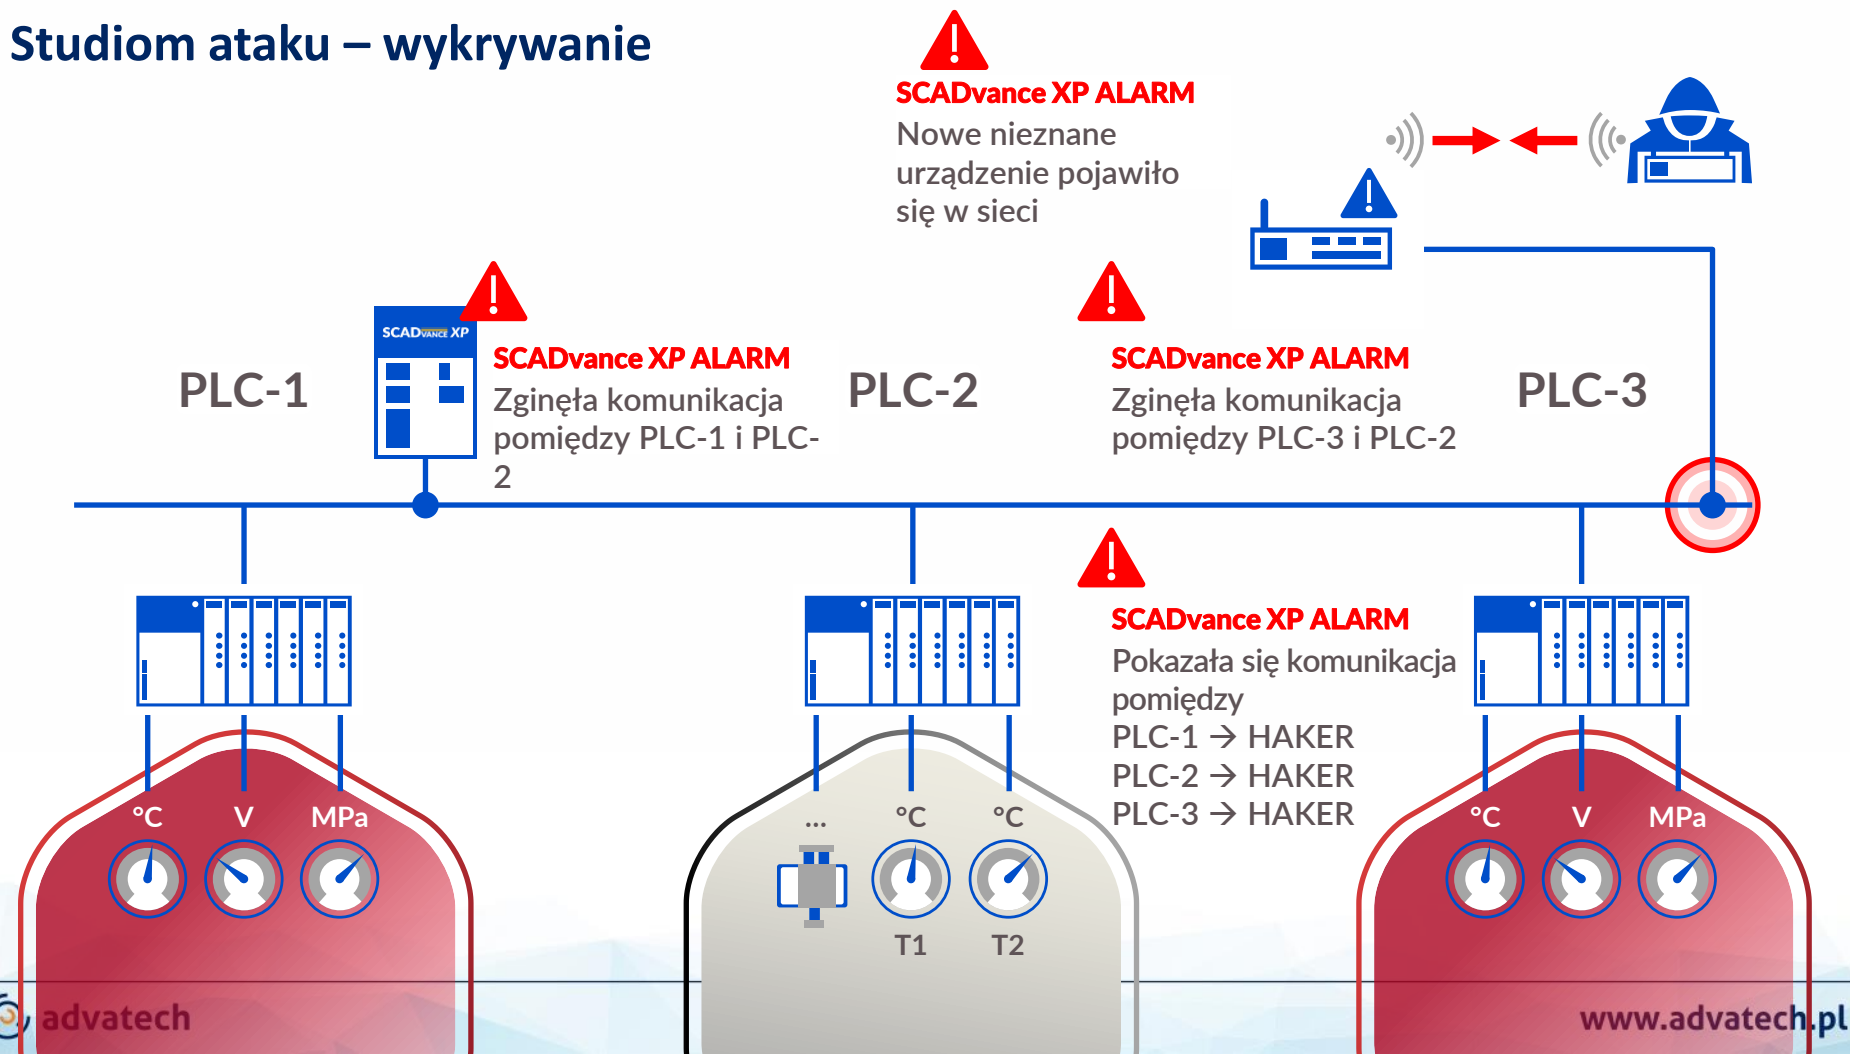 Studiom ataku – wykrywanie
SCADvance XP ALARM
Nowe nieznane
urządzenie pojawiło
się w sieci
SCADVANCE XP
SCADvance XP ALARM
Zginęła komunikacja
pomiędzy PLC-1 i PLC-
2
SCADvance XP ALARM
Zginęła komunikacja
pomiędzy PLC-3 i PLC-2
PLC-1
PLC-2
PLC-3
SCADvance XP ALARM
Pokazała się komunikacja
pomiędzy
PLC-1 → HAKER
PLC-2 → HAKER
PLC-3 → HAKER
°C V MPa
... °C °C
T1 T2
°C V MPa
advatech
www.advatech.pl